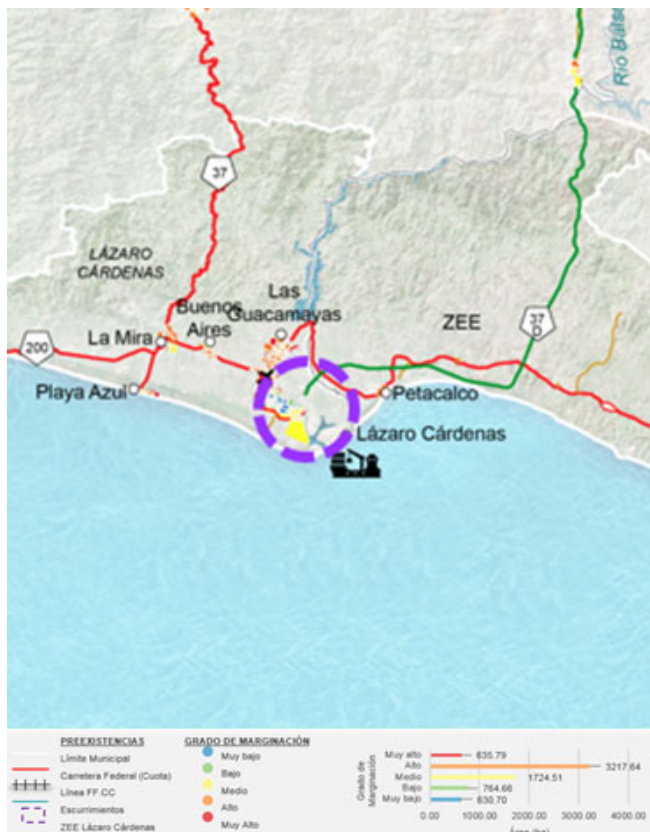 Río Balsa
37
LÁZARO
CÁRDENAS
Las
Buenos
Guacamayas
Aires
ZEE
37
D
La Mira
200
Playa Azul
Petacalco
Lázaro Cárdenas
PREEXISTENCIAS
Límite Municipal
Carretera Federal (Cuota)
Línea FF.CC
Escurrimientos
ZEE Lázaro Cárdenas
GRADO DE MARGINACIÓN
Muy bajo
Bajo
Medio
Alto
Muy Alto
Grado de
Marginación
Muy alto 635.79
Alto 3217.64
Medio 1724.51
Bajo 764.66
Muy bajo 630.70
0.00 1000.00 2000.00 3000.00 4000.00
Área (ha)